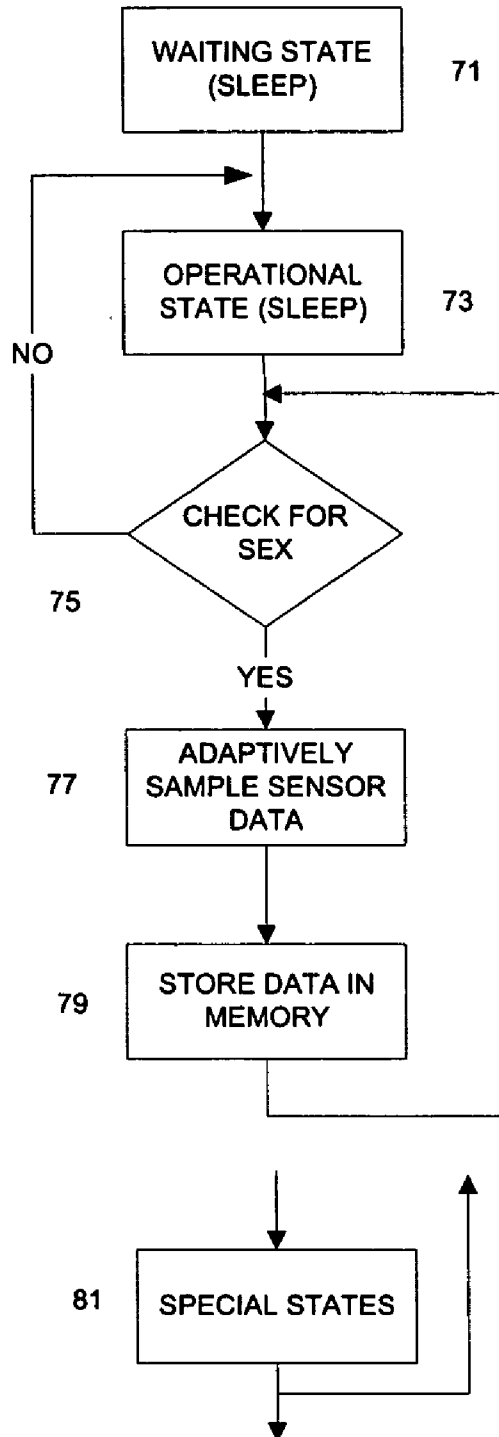 WAITING STATE
(SLEEP)
71
OPERATIONAL
STATE (SLEEP)
73
NO
CHECK FOR
SEX
75
YES
77
ADAPTIVELY
SAMPLE SENSOR
DATA
79
STORE DATA IN
MEMORY
81
SPECIAL STATES